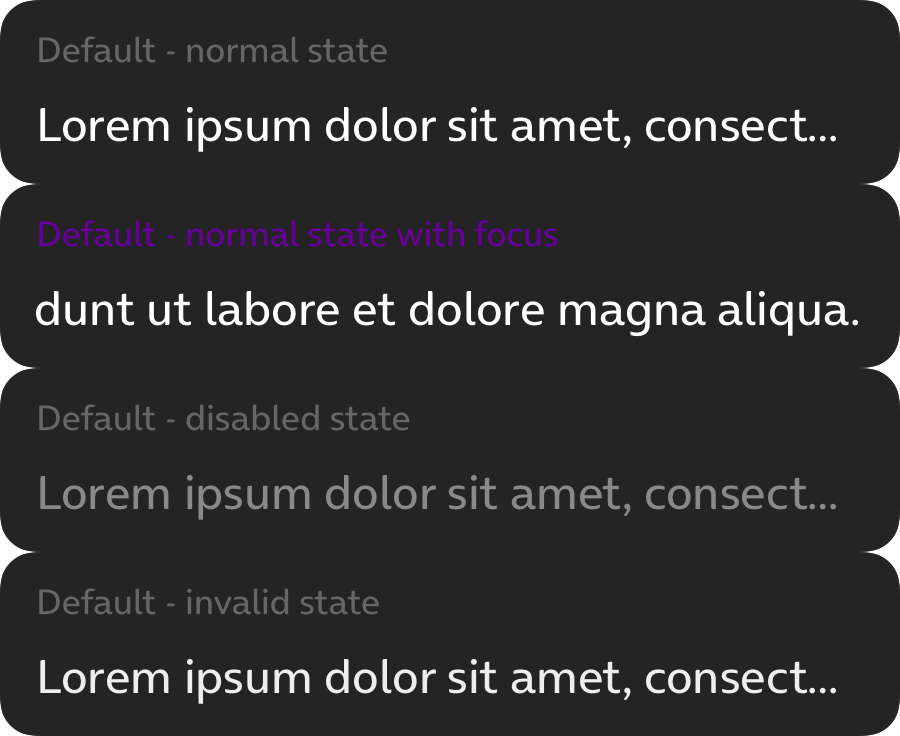 Default - normal state
Lorem ipsum dolor sit amet, consect...
Default - normal state with focus
dunt ut labore et dolore magna aliqua.
Default - disabled state
Lorem ipsum dolor sit amet, consect...
Default - invalid state
Lorem ipsum dolor sit amet, consect...